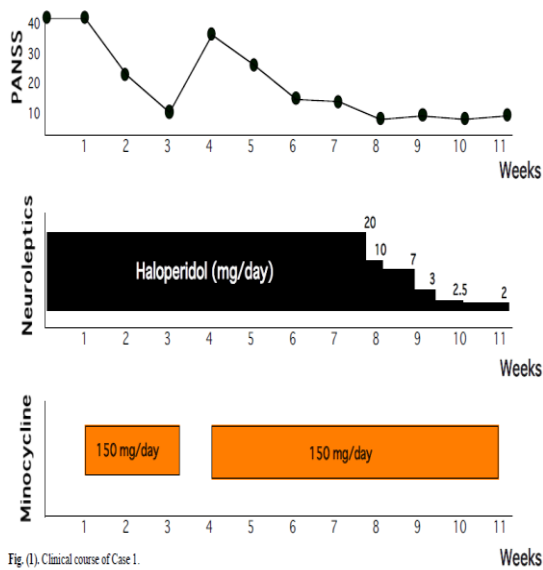 PANSS
40
30
20
10
1 2 3 4 5 6 7 8 9 10 11
Weeks
Neuroleptics
Haloperidol (mg/day)
20
10
7
3
2.5
2
1 2 3 4 5 6 7 8 9 10 11
Weeks
Minocycline
150 mg/day 150 mg/day
1 2 3 4 5 6 7 8 9 10 11
Weeks
Fig. (1). Clinical course of Case 1.